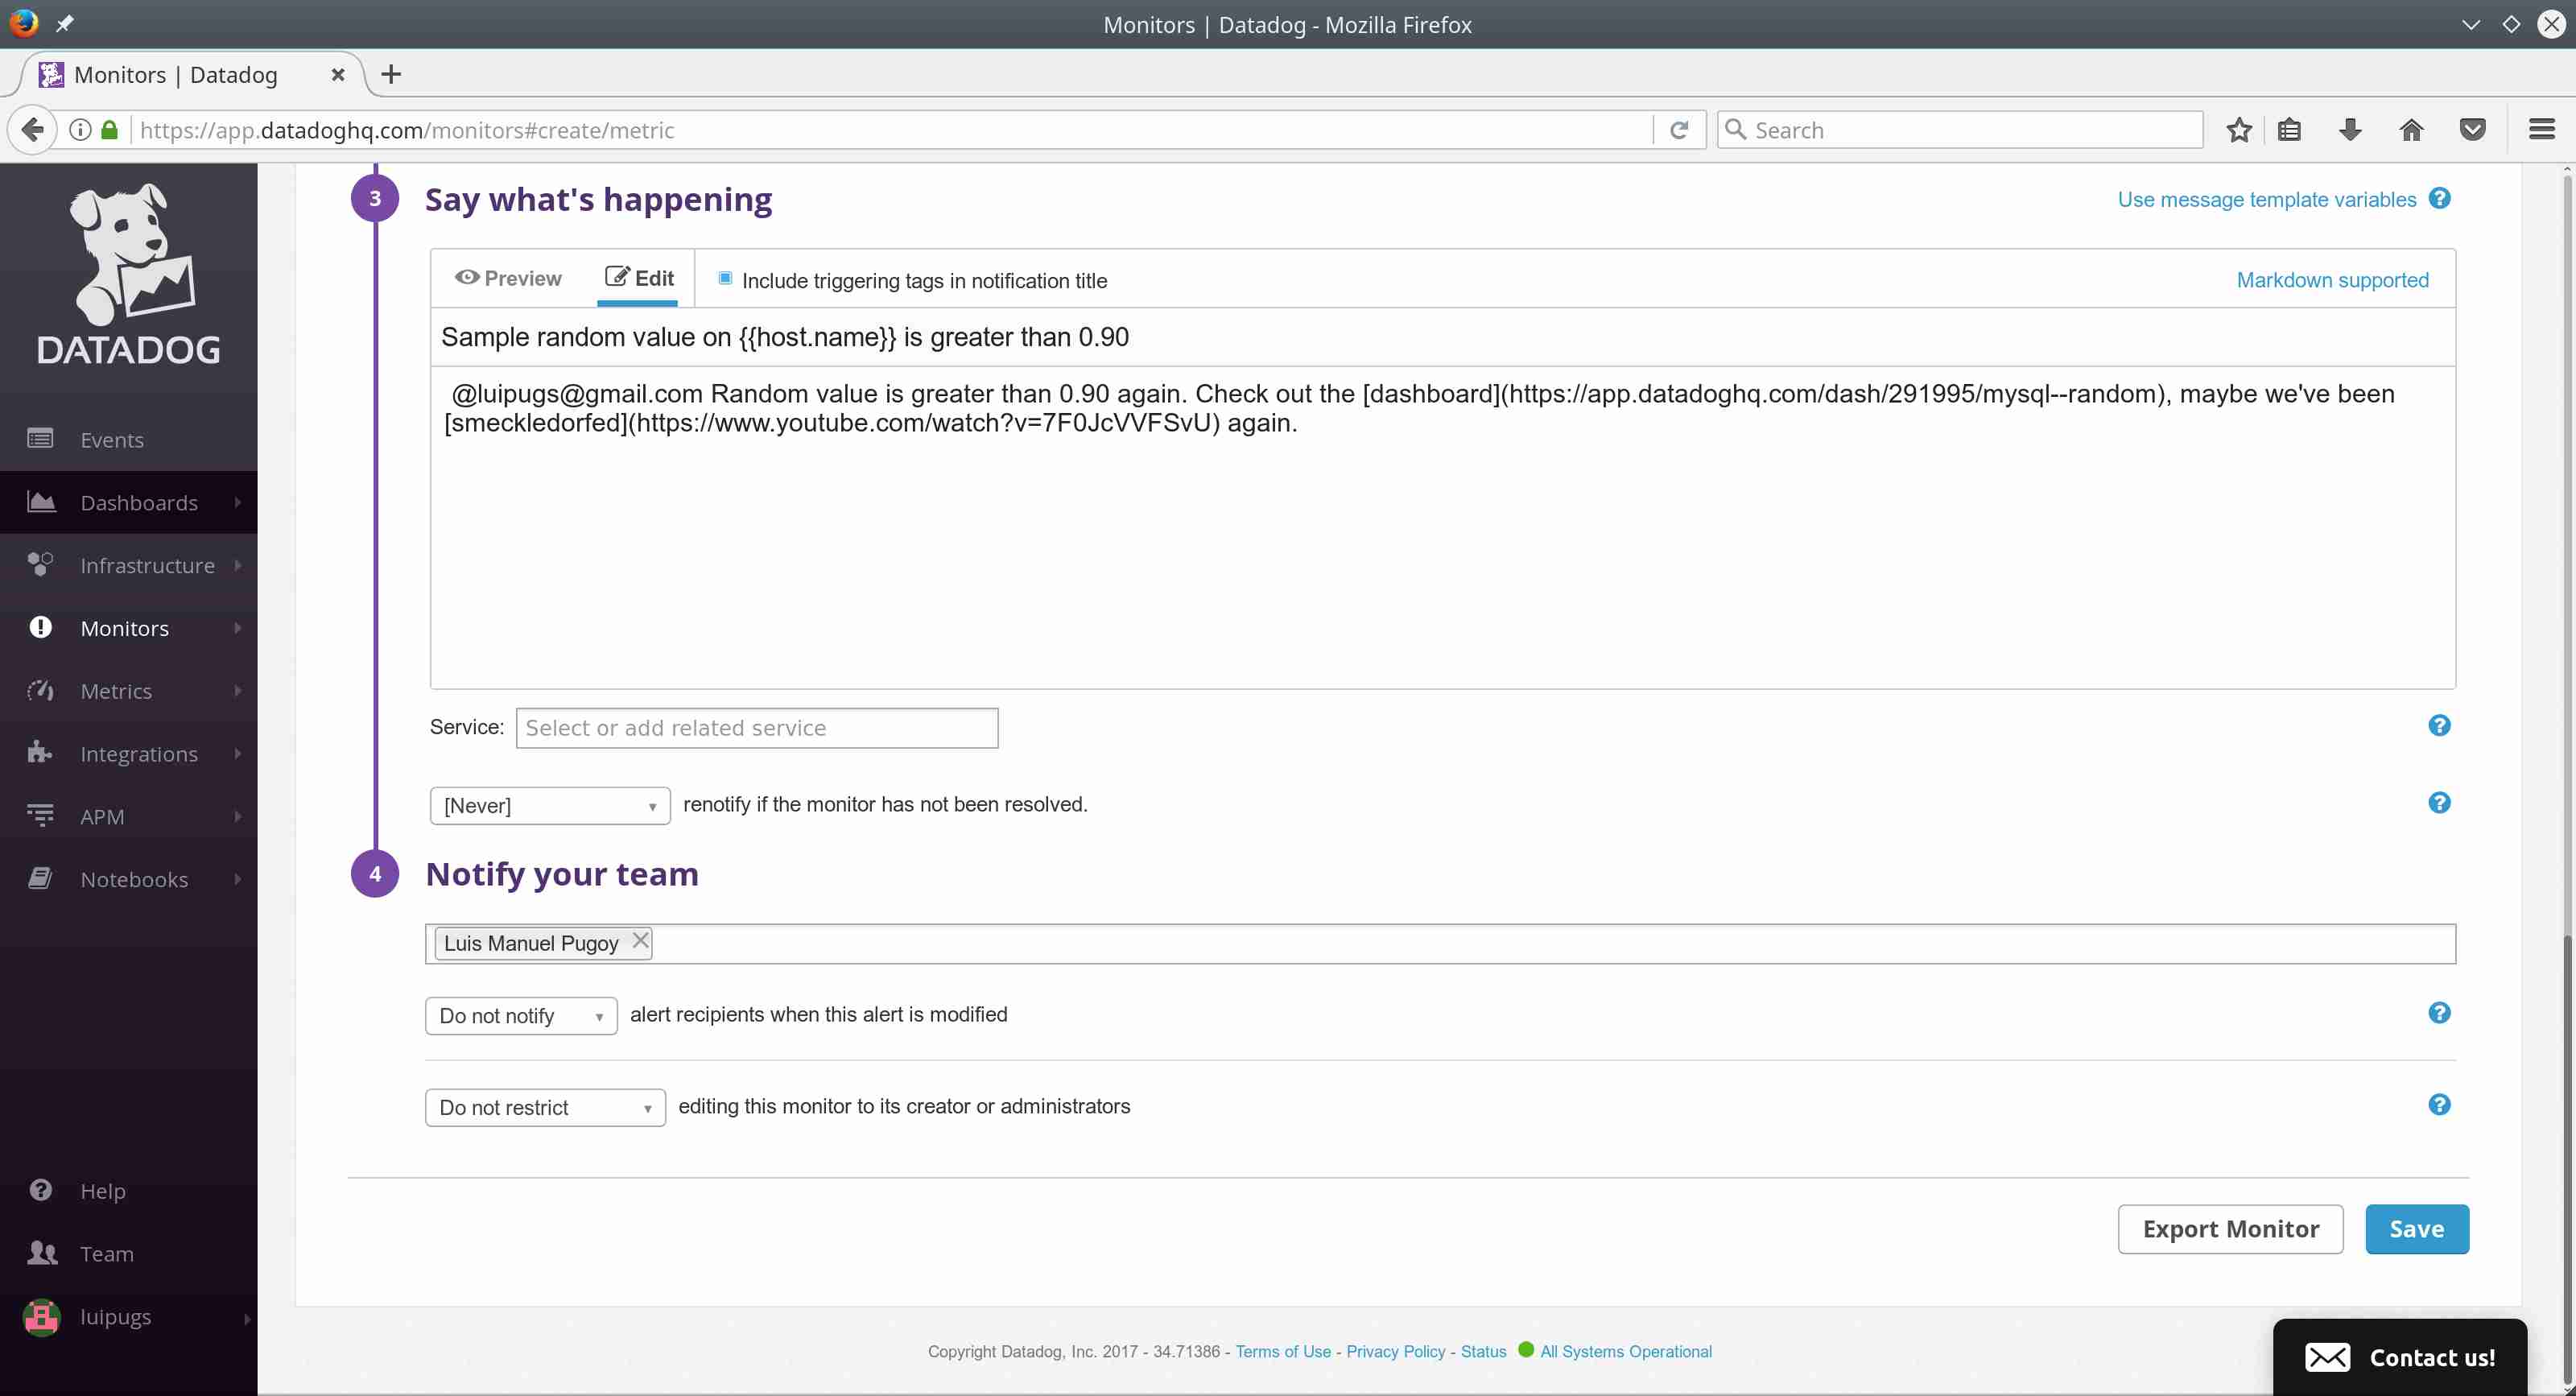 Monitors | Datadog - Mozilla Firefox
Monitors | Datadog
https://app.datadoghq.com/monitors#create/metric
Search
DATADOG
Events
Dashboards
Infrastructure
Monitors
Metrics
Integrations
APM
Notebooks
Help
Team
luipugs
3 Say what's happening
Use message template variables ?
Preview Edit Include triggering tags in notification title Markdown supported
Sample random value on {{host.name}} is greater than 0.90
@luipugs@gmail.com Random value is greater than 0.90 again. Check out the [dashboard](https://app.datadoghq.com/dash/291995/mysql--random), maybe we've been
[smeckledorfed](https://www.youtube.com/watch?v=7F0JcVVFSvU) again.
Service: Select or add related service ?
[Never] renotify if the monitor has not been resolved. ?
4 Notify your team
Luis Manuel Pugoy
Do not notify alert recipients when this alert is modified ?
Do not restrict editing this monitor to its creator or administrators ?
Export Monitor Save
Copyright Datadog, Inc. 2017 - 34.71386 - Terms of Use - Privacy Policy - Status All Systems Operational
Contact us!